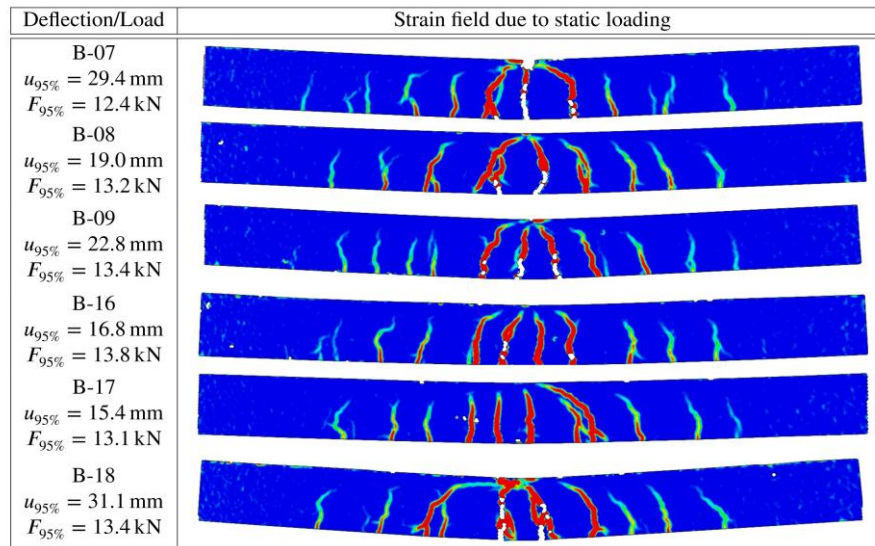 Deflection/Load
Strain field due to static loading
B-07
u95% = 29.4 mm
F95% = 12.4 kN
B-08
u95% = 19.0 mm
F95% = 13.2 kN
B-09
u95% = 22.8 mm
F95% = 13.4 kN
B-16
u95% = 16.8 mm
F95% = 13.8 kN
B-17
u95% = 15.4 mm
F95% = 13.1 kN
B-18
u95% = 31.1 mm
F95% = 13.4 kN